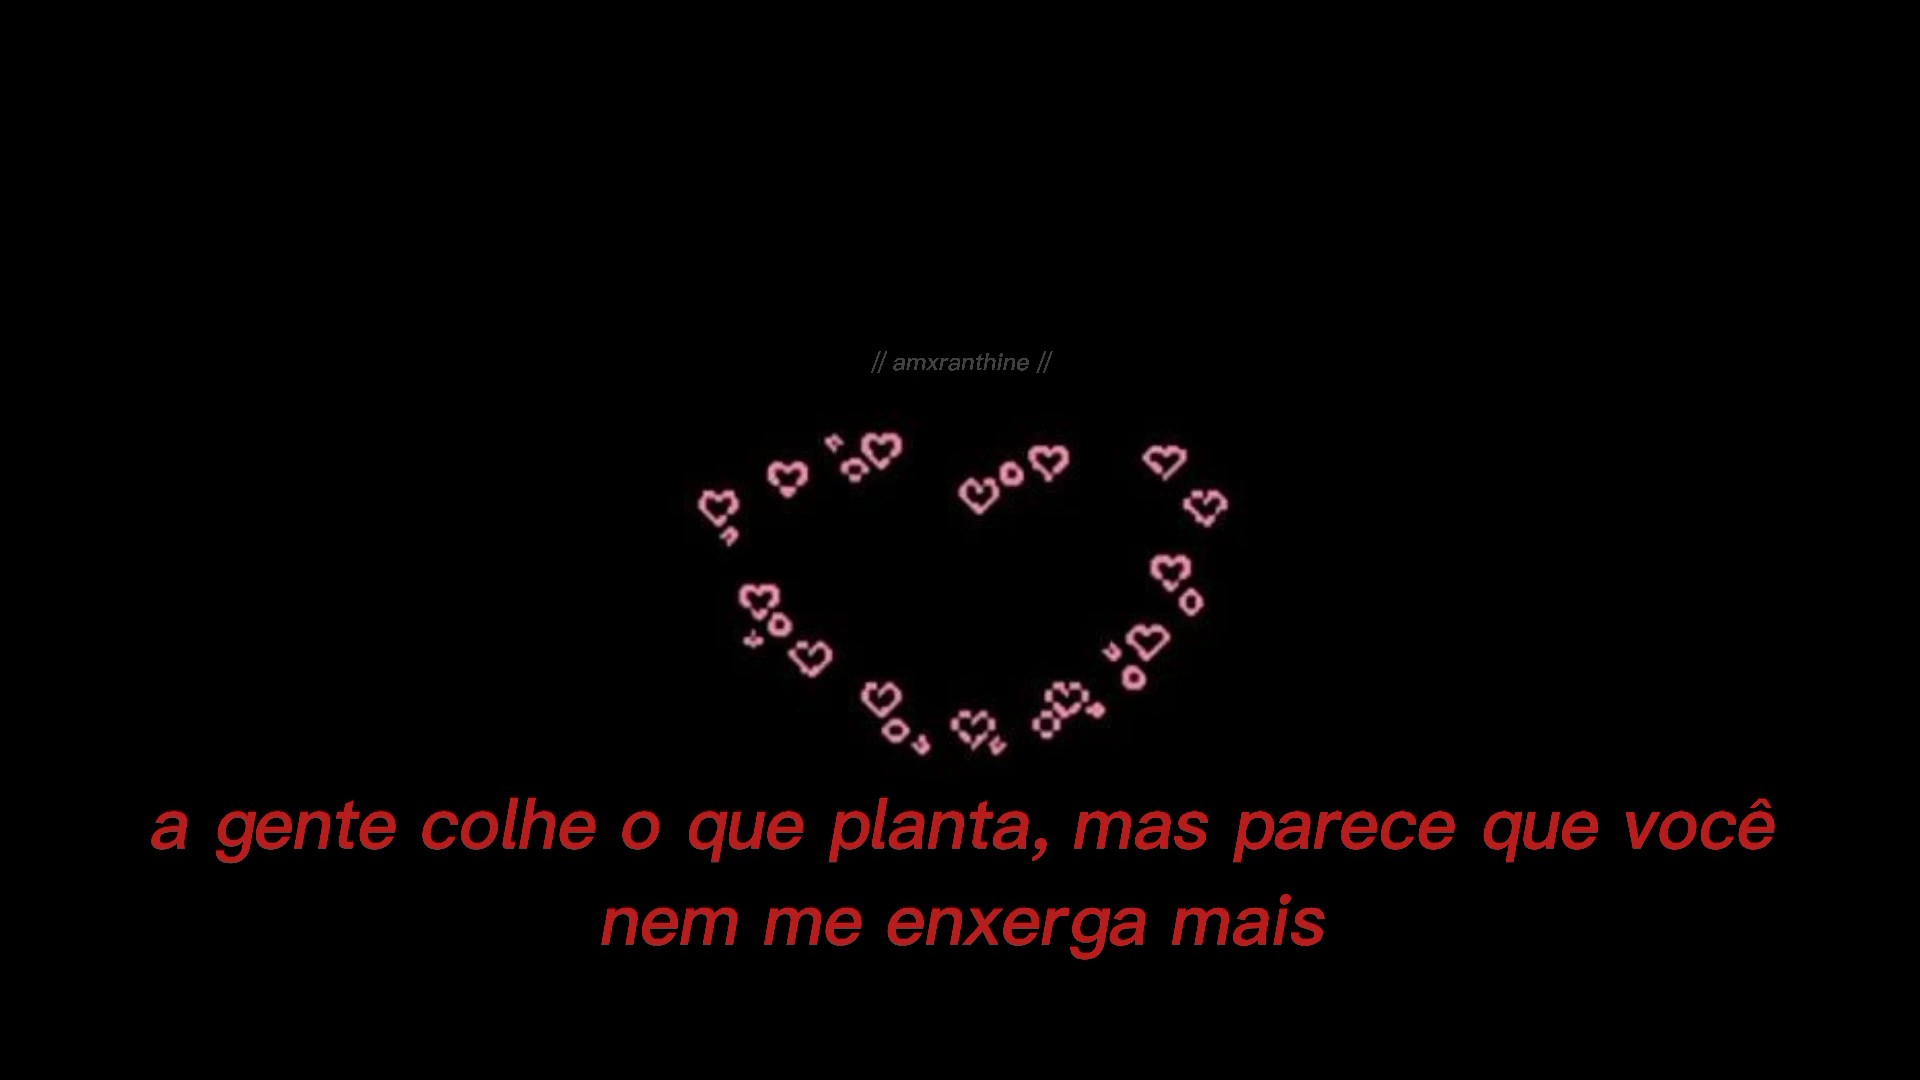 // amxranthine //
a gente colhe o que planta, mas parece que você
nem me enxerga mais